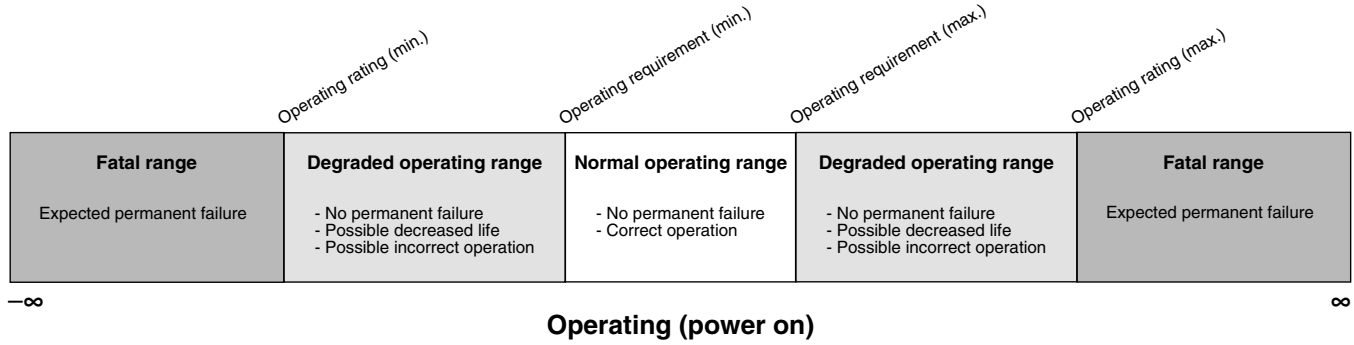 Operating rating (min.)
Operating requirement (min.)
Operating requirement (max.)
Operating rating (max.)
Fatal range
Expected permanent failure
Degraded operating range
- No permanent failure
- Possible decreased life
- Possible incorrect operation
Normal operating range
- No permanent failure
- Correct operation
Degraded operating range
- No permanent failure
- Possible decreased life
- Possible incorrect operation
Fatal range
Expected permanent failure
–∞
∞
Operating (power on)